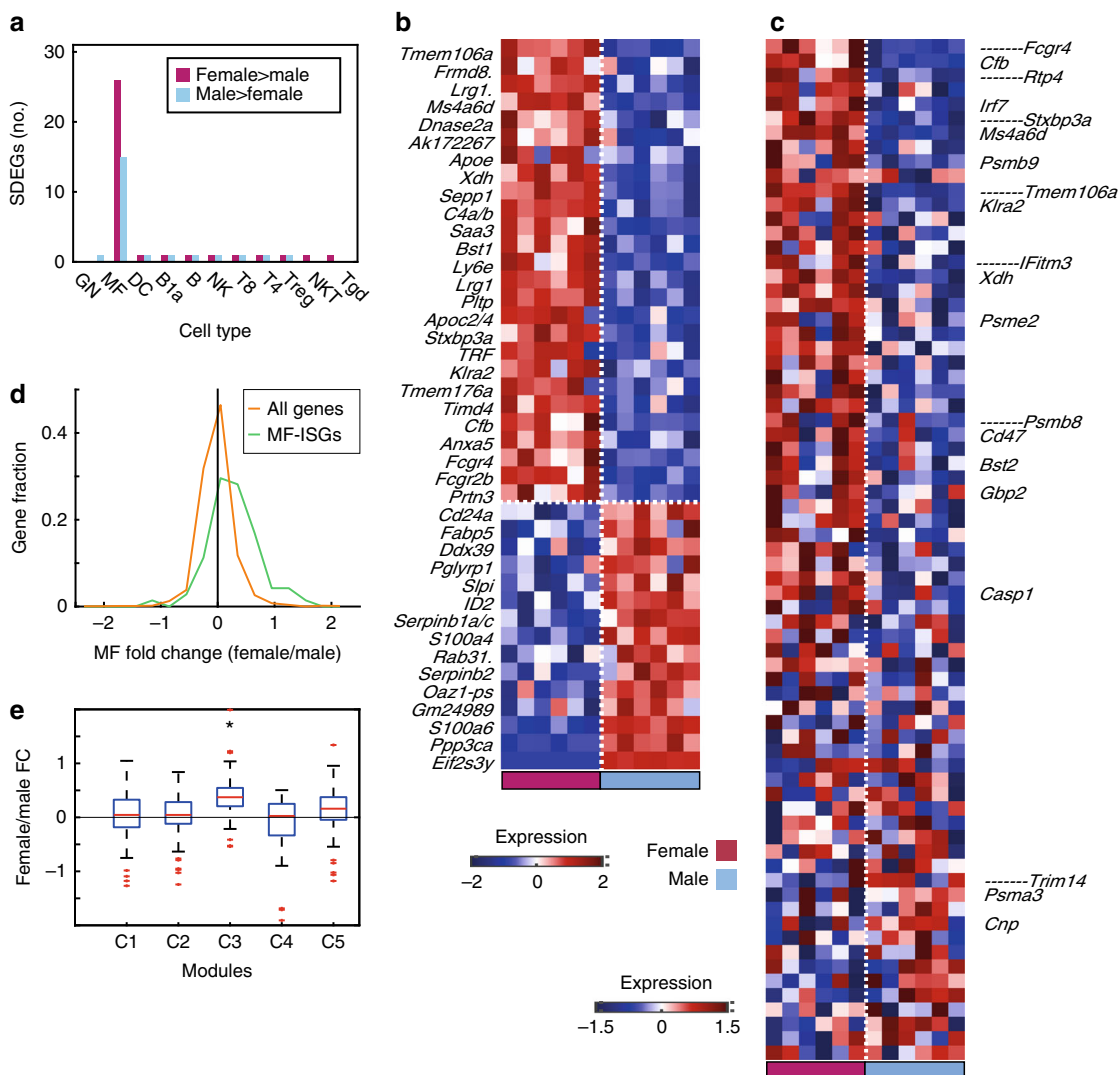 a
30
20
10
0
SDEGs (no.)
Female>male
Male>female
GN
MF
DC
B1a
B
NK
T8
T4
Treg
NKT
Tgd
Cell type
b
Tmem106a
Frmd8.
Lrg1.
Ms4a6d
Dnase2a
Ak172267
Apoe
Xdh
Sepp1
C4a/b
Saa3
Bst1
Ly6e
Lrg1
Pltp
Apoc2/4
Stxbp3a
TRF
Klra2
Tmem176a
Timd4
Cfb
Anxa5
Fcgr4
Fcgr2b
Prtn3
Cd24a
Fabp5
Ddx39
Pglyrp1
Slpi
ID2
Serpinb1a/c
S100a4
Rab31.
Serpinb2
Oaz1-ps
Gm24989
S100a6
Ppp3ca
Eif2s3y
Expression
−2 0 2
Female
Male
c
-------Fcgr4
Cfb
-------Rtp4
Irf7
-------Stxbp3a
Ms4a6d
Psmb9
-------Tmem106a
Klra2
-------IFitm3
Xdh
Psme2
-------Psmb8
Cd47
Bst2
Gbp2
Casp1
-------Trim14
Psma3
Cnp
Expression
−1.5 0 1.5
d
All genes
MF-ISGs
0.4
0.2
0
Gene fraction
−2 −1 0 1 2
MF fold change (female/male)
e
*
1
0
−1
Female/male FC
C1 C2 C3 C4 C5
Modules